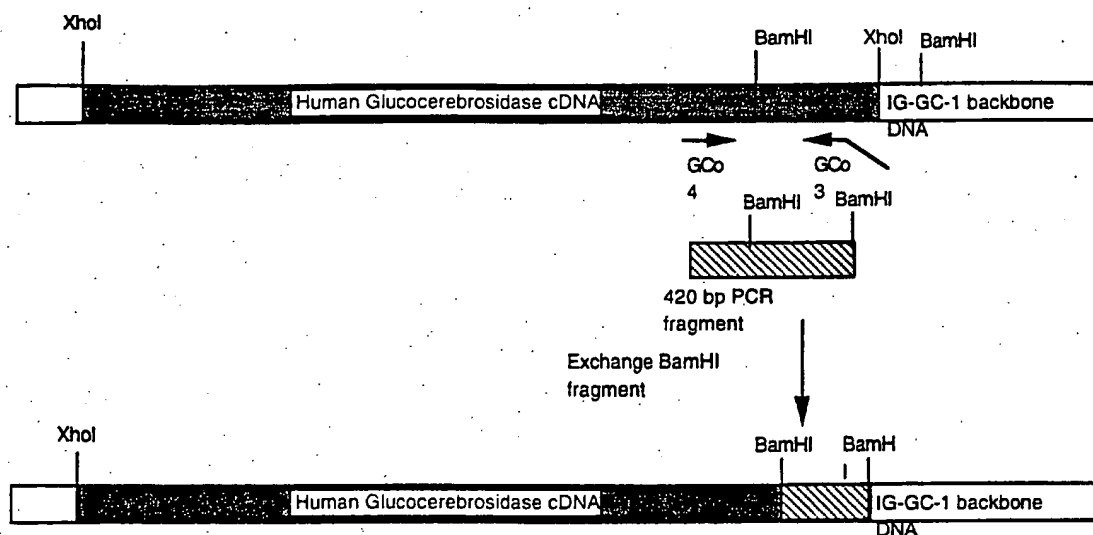 XhoI
BamHI
XhoI
BamHI
Human Glucocerebrosidase cDNA
IG-GC-1 backbone
DNA
GCo
4
GCo
3
BamHI
BamHI
420 bp PCR
fragment
Exchange BamHI
fragment
XhoI
BamHI
BamH
I
Human Glucocerebrosidase cDNA
IG-GC-1 backbone
DNA